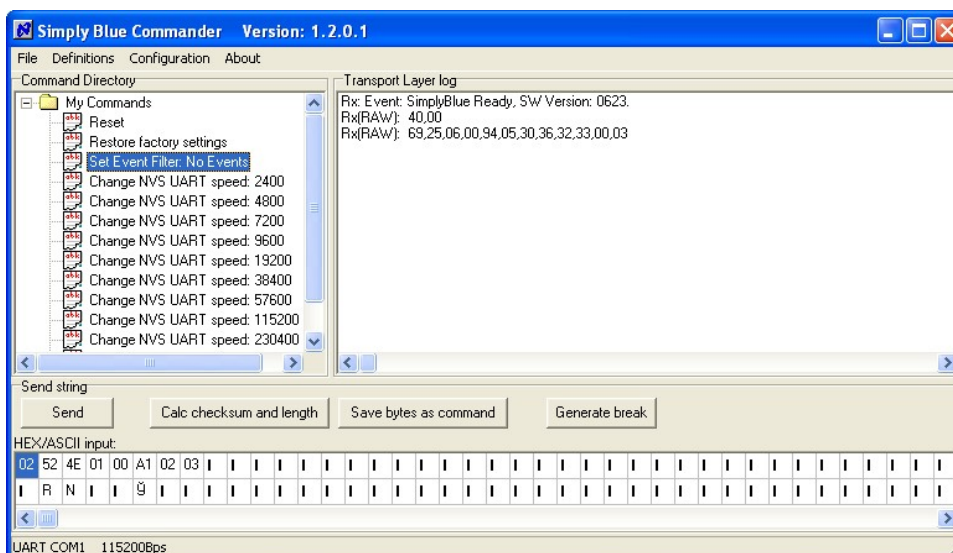 Simply Blue Commander Version: 1.2.0.1
File Definitions Configuration About
Command Directory
My Commands
Reset
Restore factory settings
Set Event Filter: No Events
Change NVS UART speed: 2400
Change NVS UART speed: 4800
Change NVS UART speed: 7200
Change NVS UART speed: 9600
Change NVS UART speed: 19200
Change NVS UART speed: 38400
Change NVS UART speed: 57600
Change NVS UART speed: 115200
Change NVS UART speed: 230400
Transport Layer log
Rx: Event: SimplyBlue Ready, SW Version: 0623.
Rx(RAW): 40,00
Rx(RAW): 69,25,06,00,94,05,30,36,32,33,00,03
Send string
Send Calc checksum and length Save bytes as command Generate break
HEX/ASCII input:
02 52 4E 01 00 A1 02 03
R N ў
UART COM1 115200Bps